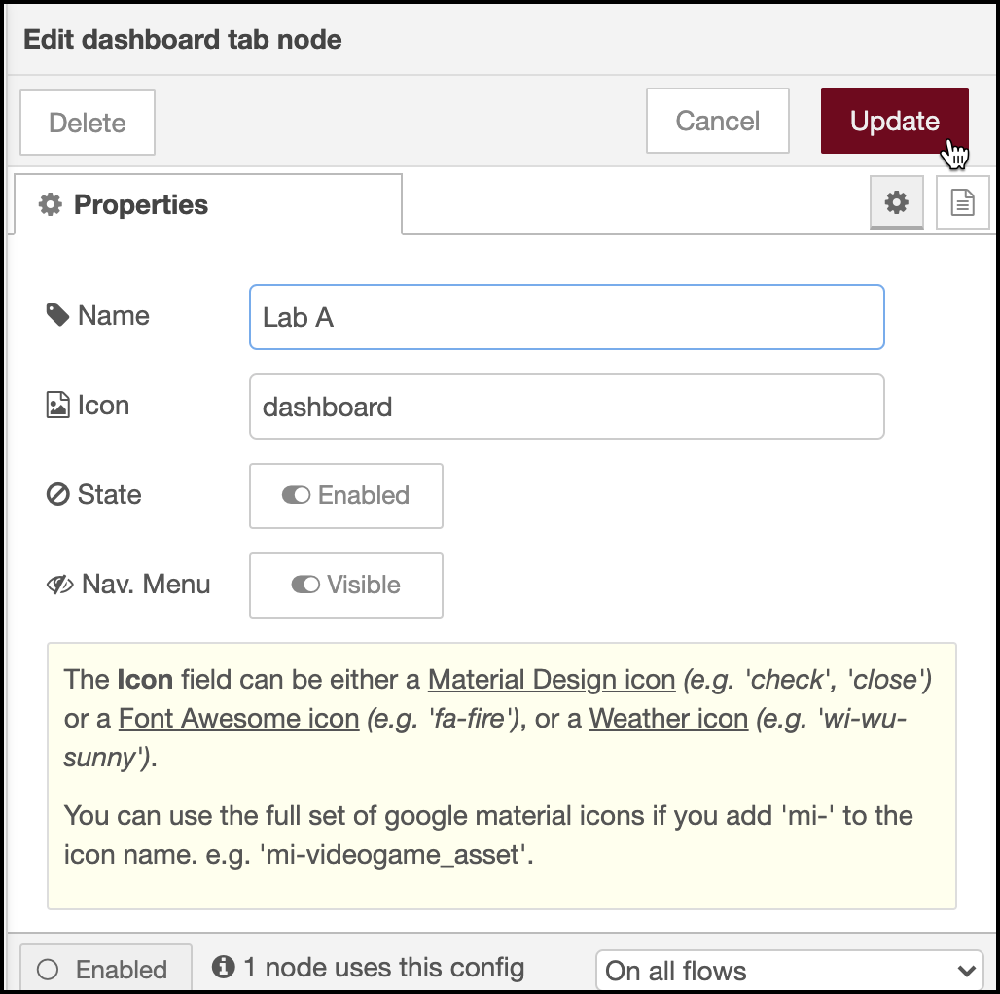 Edit dashboard tab node
Delete
Cancel
Update
Properties
Name
Lab A
Icon
dashboard
State
Enabled
Nav. Menu
Visible
The Icon field can be either a Material Design icon (e.g. 'check', 'close')
or a Font Awesome icon (e.g. 'fa-fire'), or a Weather icon (e.g. 'wi-wu-
sunny').
You can use the full set of google material icons if you add 'mi-' to the
icon name. e.g. 'mi-videogame_asset'.
Enabled
1 node uses this config
On all flows